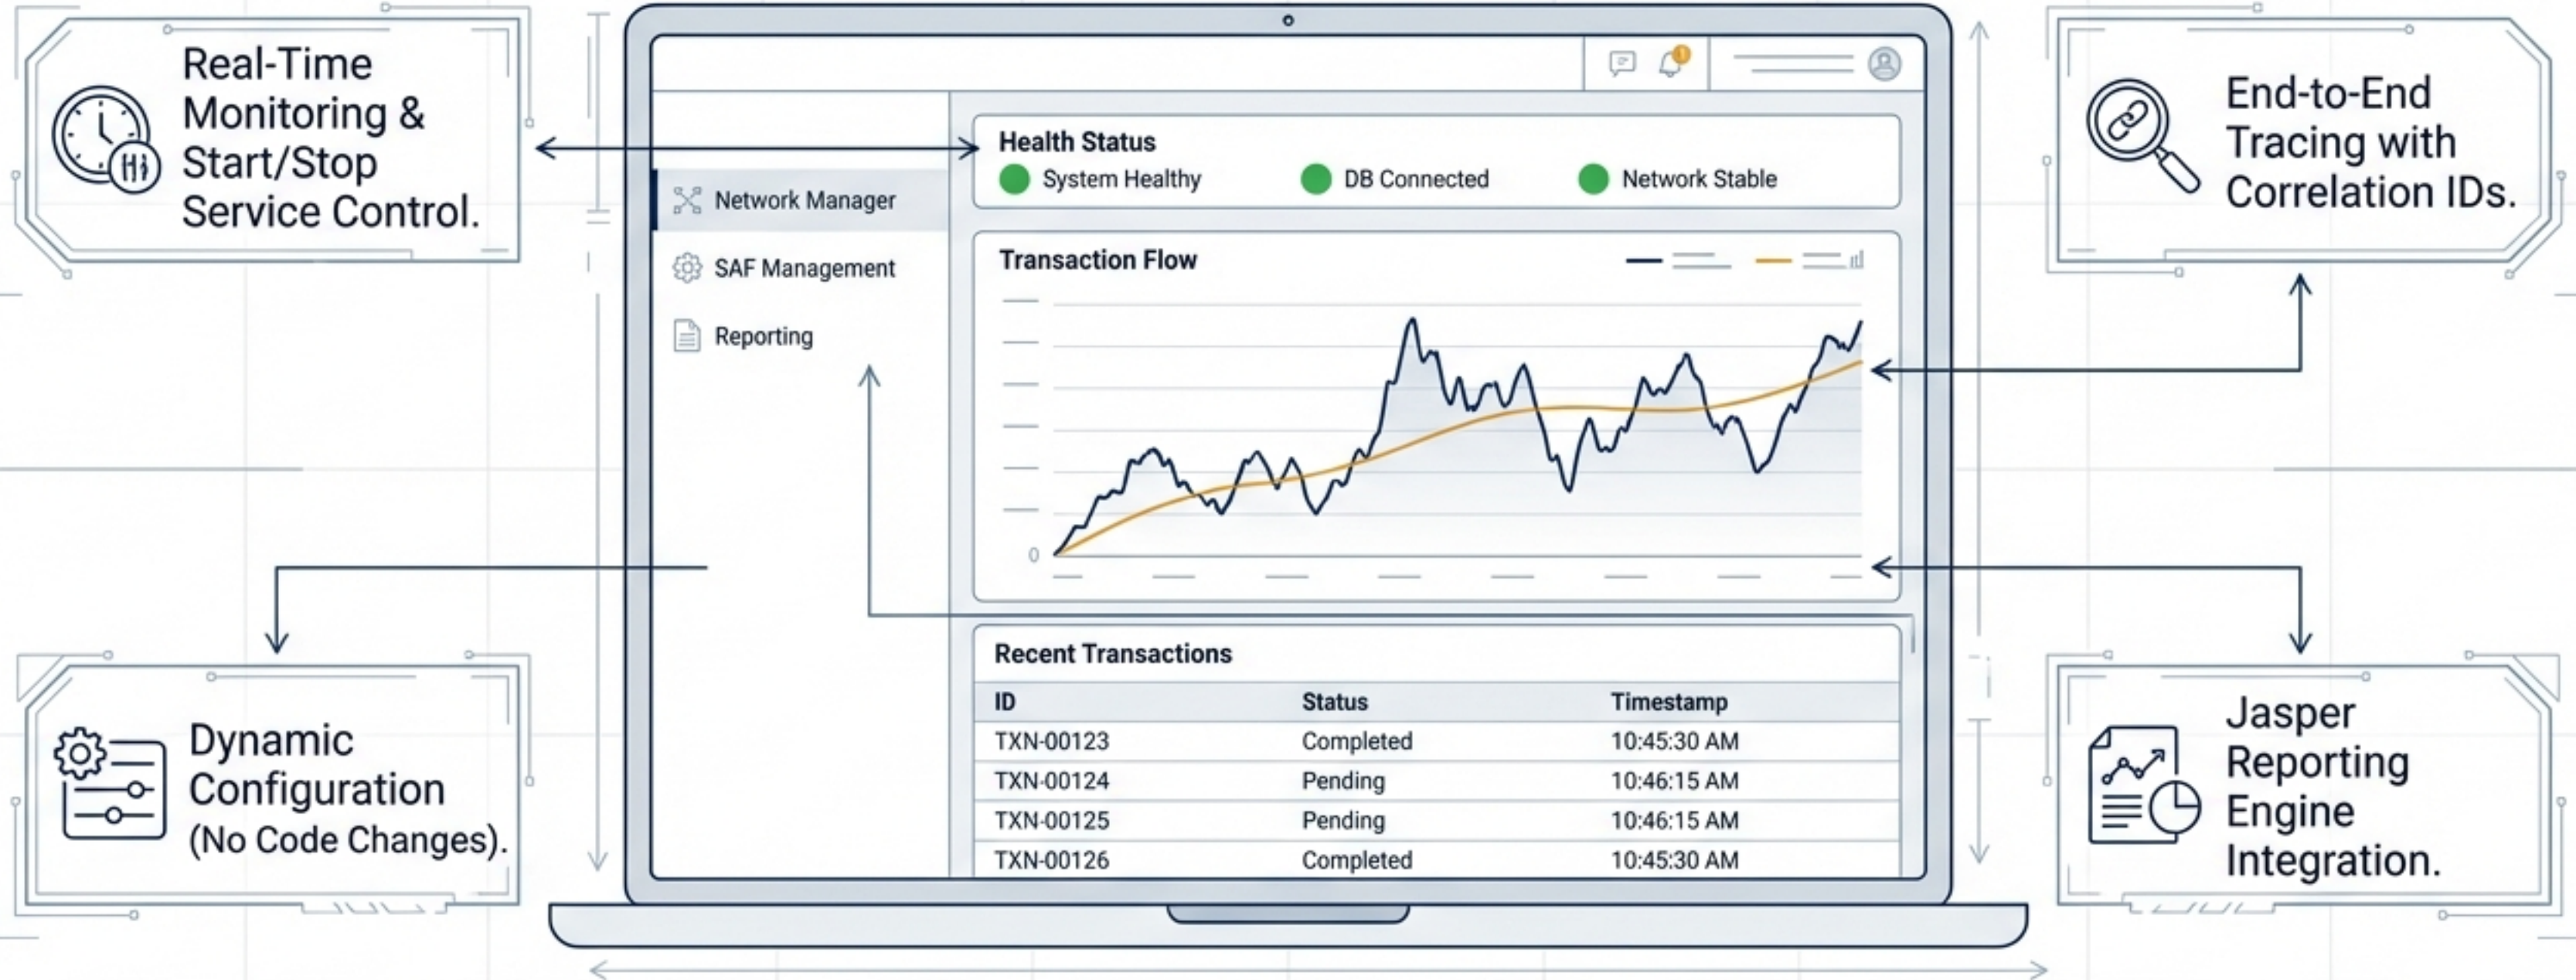 Real-Time
Monitoring &
Start/Stop
Service Control.
Dynamic
Configuration
(No Code Changes).
1
Network Manager
SAF Management
Reporting
Health Status
System Healthy DB Connected Network Stable
Transaction Flow
0
Recent Transactions
ID Status Timestamp
TXN-00123 Completed 10:45:30 AM
TXN-00124 Pending 10:46:15 AM
TXN-00125 Pending 10:46:15 AM
TXN-00126 Completed 10:45:30 AM
End-to-End
Tracing with
Correlation IDs.
Jasper
Reporting
Engine
Integration.